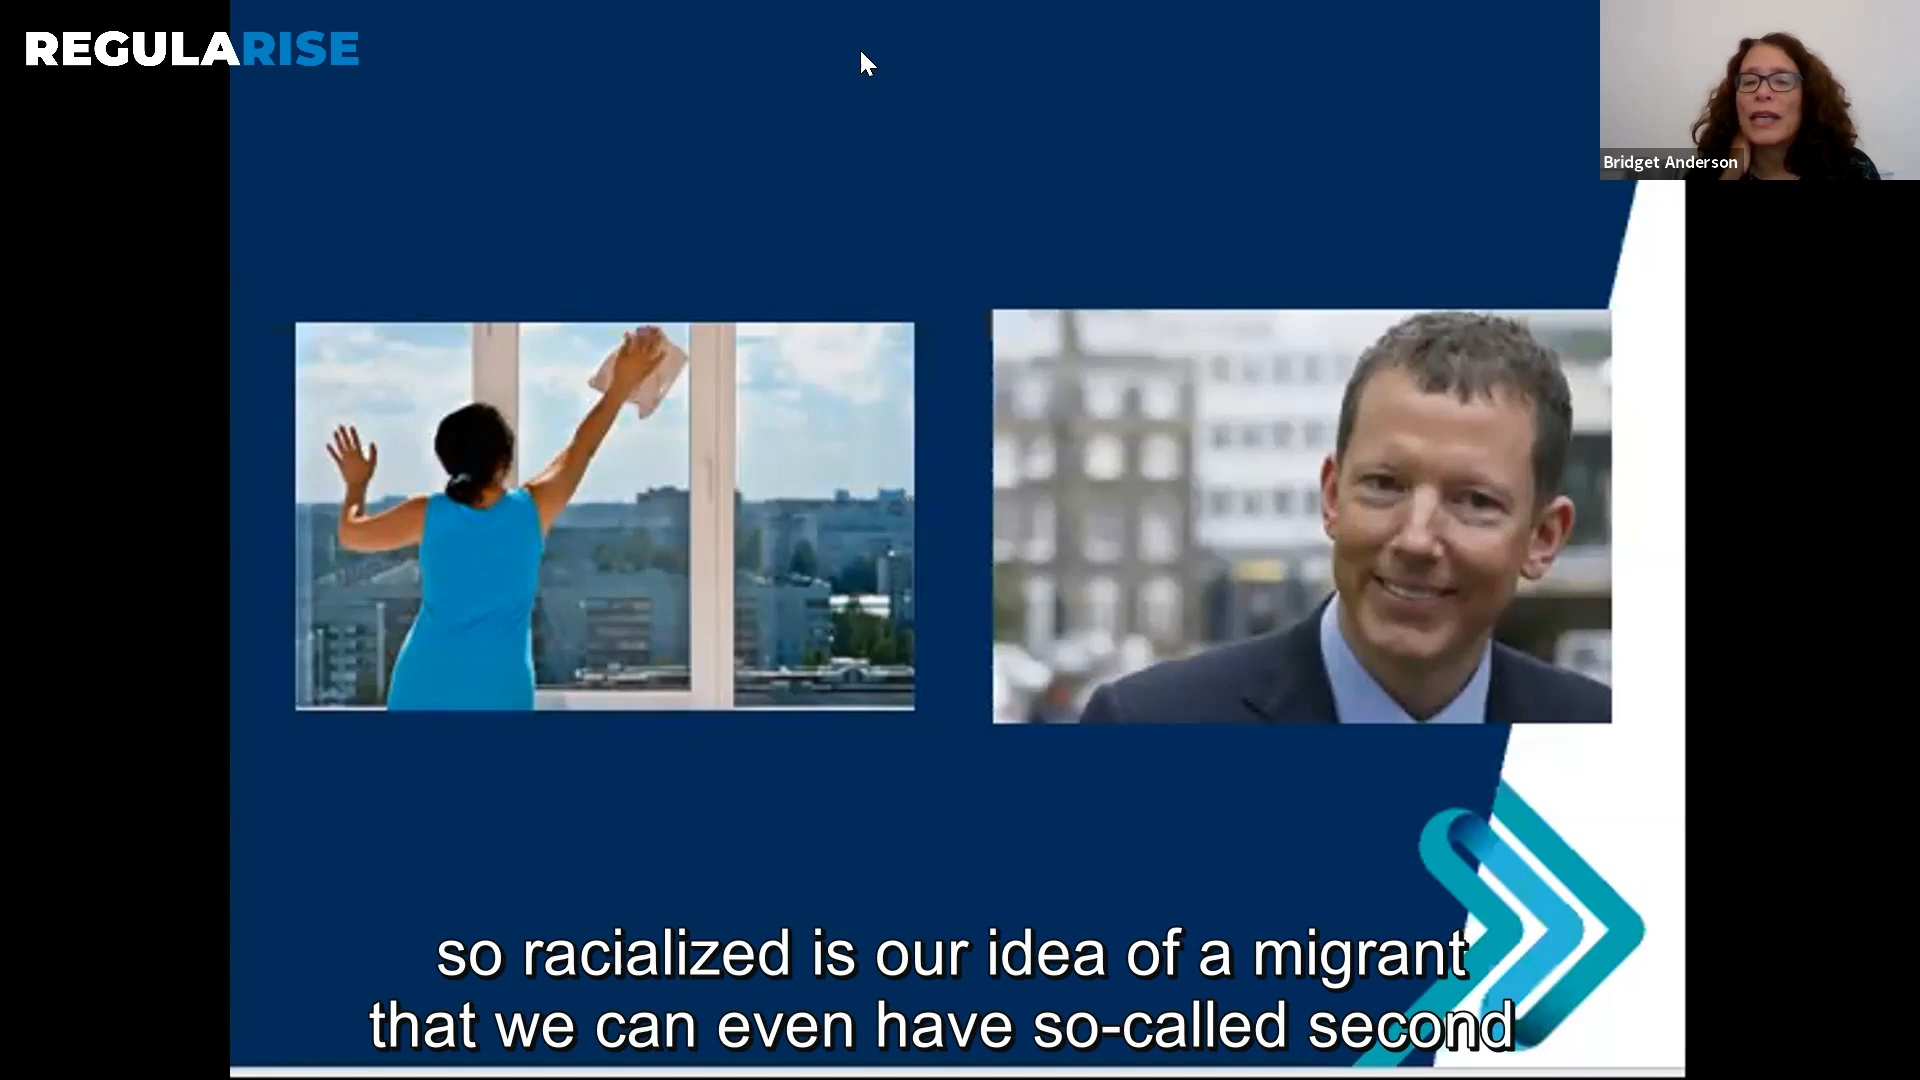 REGULARISE
Bridget Anderson
so racialized is our idea of a migrant
that we can even have so-called second